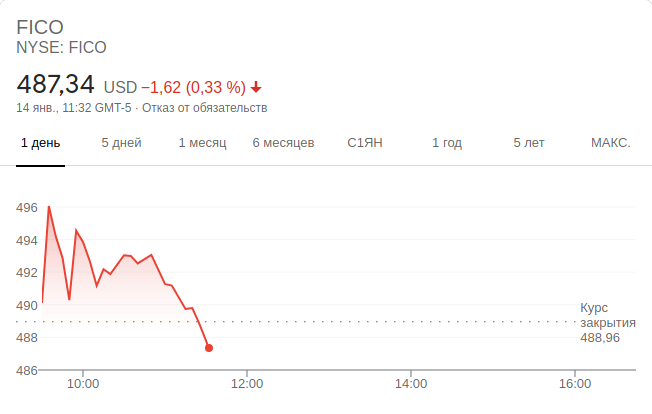 FICO
NYSE: FICO
487,34 USD −1,62 (0,33 %)
14 янв., 11:32 GMT-5 · Отказ от обязательств
1 день 5 дней 1 месяц 6 месяцев С1ЯН 1 год 5 лет МАКС.
496
494
492
490
488
486
Курс
закрытия
488,96
10:00 12:00 14:00 16:00